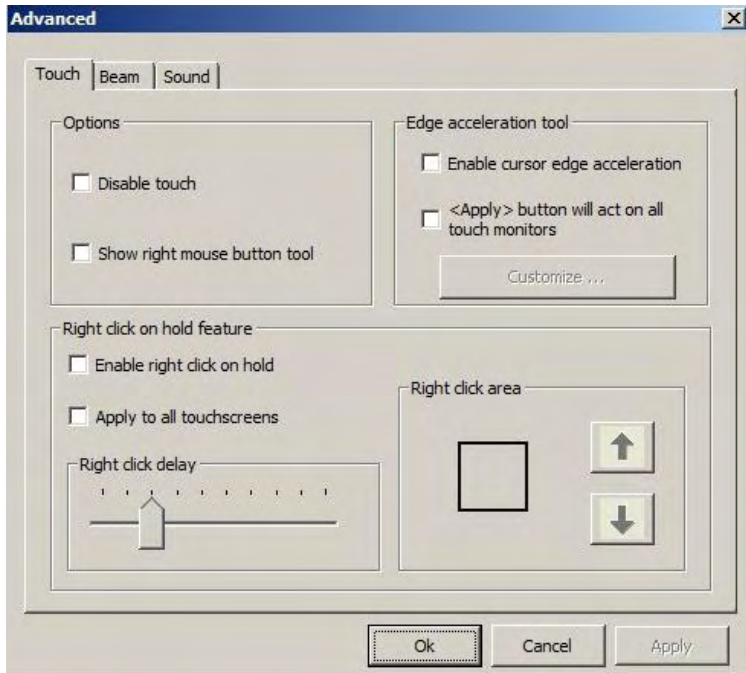 Advanced
Touch
Beam
Sound
Options
Disable touch
Show right mouse button tool
Edge acceleration tool
Enable cursor edge acceleration
<Apply> button will act on all
touch monitors
Customize ...
Right click on hold feature
Enable right click on hold
Apply to all touchscreens
Right click delay
Right click area
Ok
Cancel
Apply